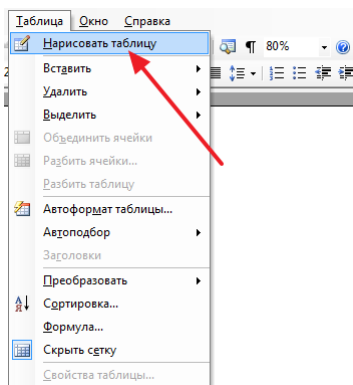 Таблица Окно Справка
Нарисовать таблицу
¶ 80%
Вставить
Удалить
Выделить
Объединить ячейки
Разбить ячейки...
Разбить таблицу
Автоформат таблицы...
Автоподбор
Заголовки
Преобразовать
Сортировка...
Формула...
Скрыть сетку
Свойства таблицы...